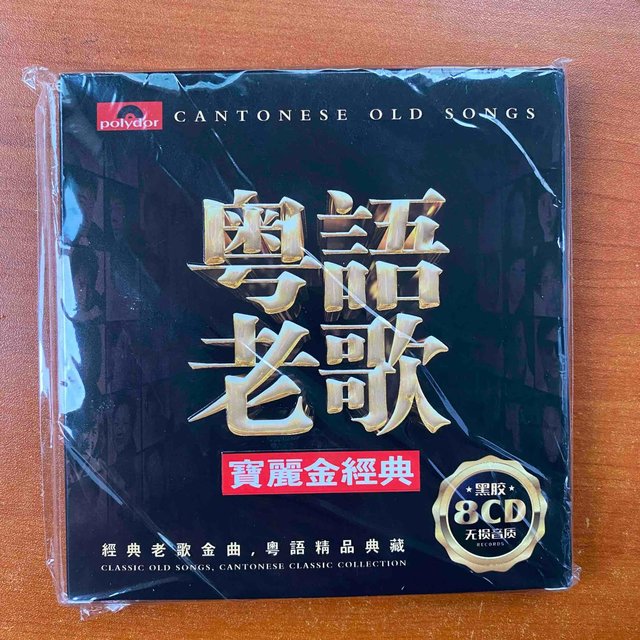 polydor
CANTONESE OLD SONGS
粵語
老歌
寶麗金經典
黑胶
8CD
无损音质
RECORDS
經典老歌金曲,粵語精品典藏
CLASSIC OLD SONGS, CANTONESE CLASSIC COLLECTION